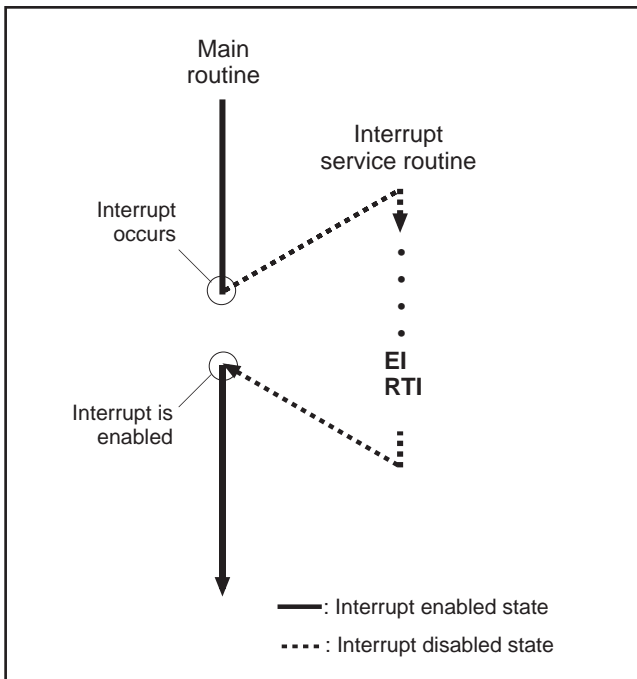 Main
routine
Interrupt
service routine
Interrupt
occurs
EI
RTI
Interrupt is
enabled
: Interrupt enabled state
: Interrupt disabled state